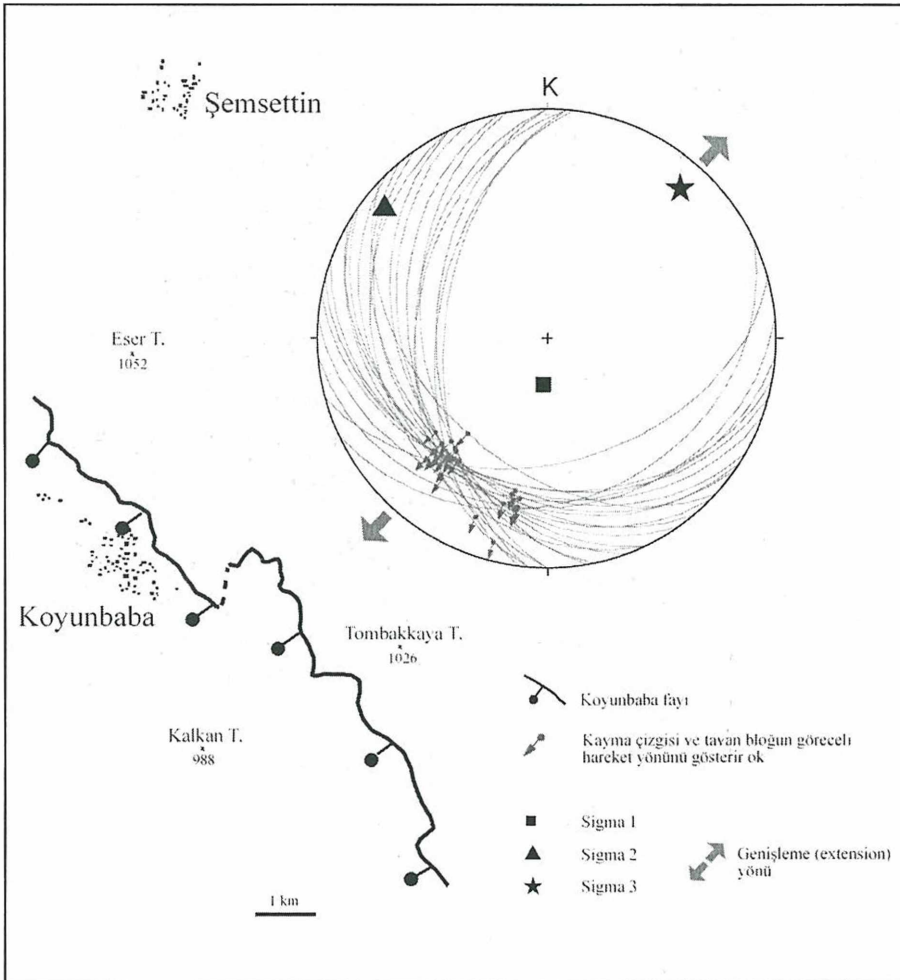 K
Şemsettin
Eser T.
1052
Koyunbaba
Tombakkaya T.
1026
Kalkan T.
988
Koyunbaba fayı
Kayma çizgisi ve tavan bloğun göreceli
hareket yönünü gösterir ok
Sigma 1
Sigma 2
Sigma 3
Genişleme (extension)
yönü
1 km